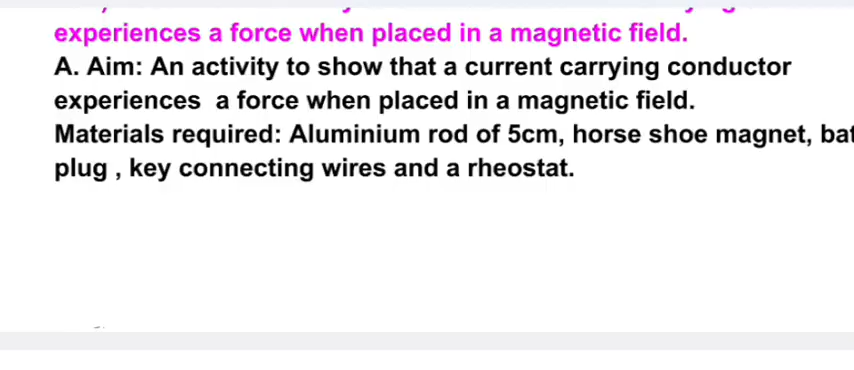 experiences a force when placed in a magnetic field.
A. Aim: An activity to show that a current carrying conductor
experiences a force when placed in a magnetic field.
Materials required: Aluminium rod of 5cm, horse shoe magnet,
plug , key connecting wires and a rheostat.